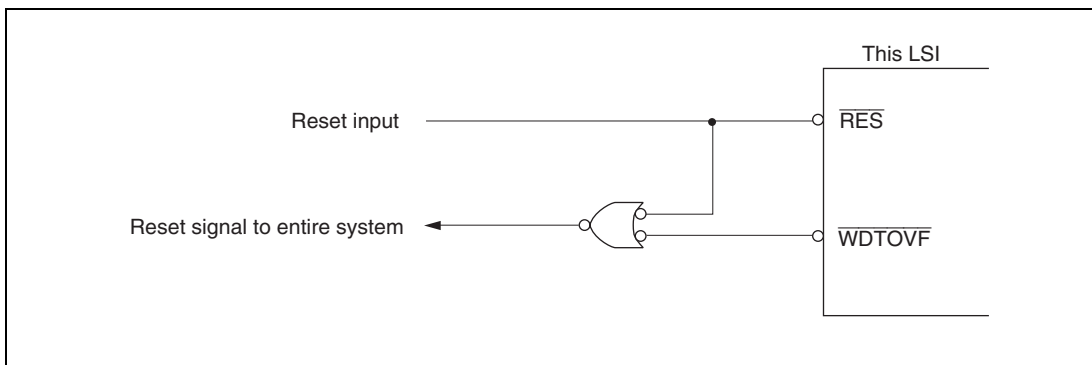 This LSI
Reset input
RES
Reset signal to entire system
WDTOVF